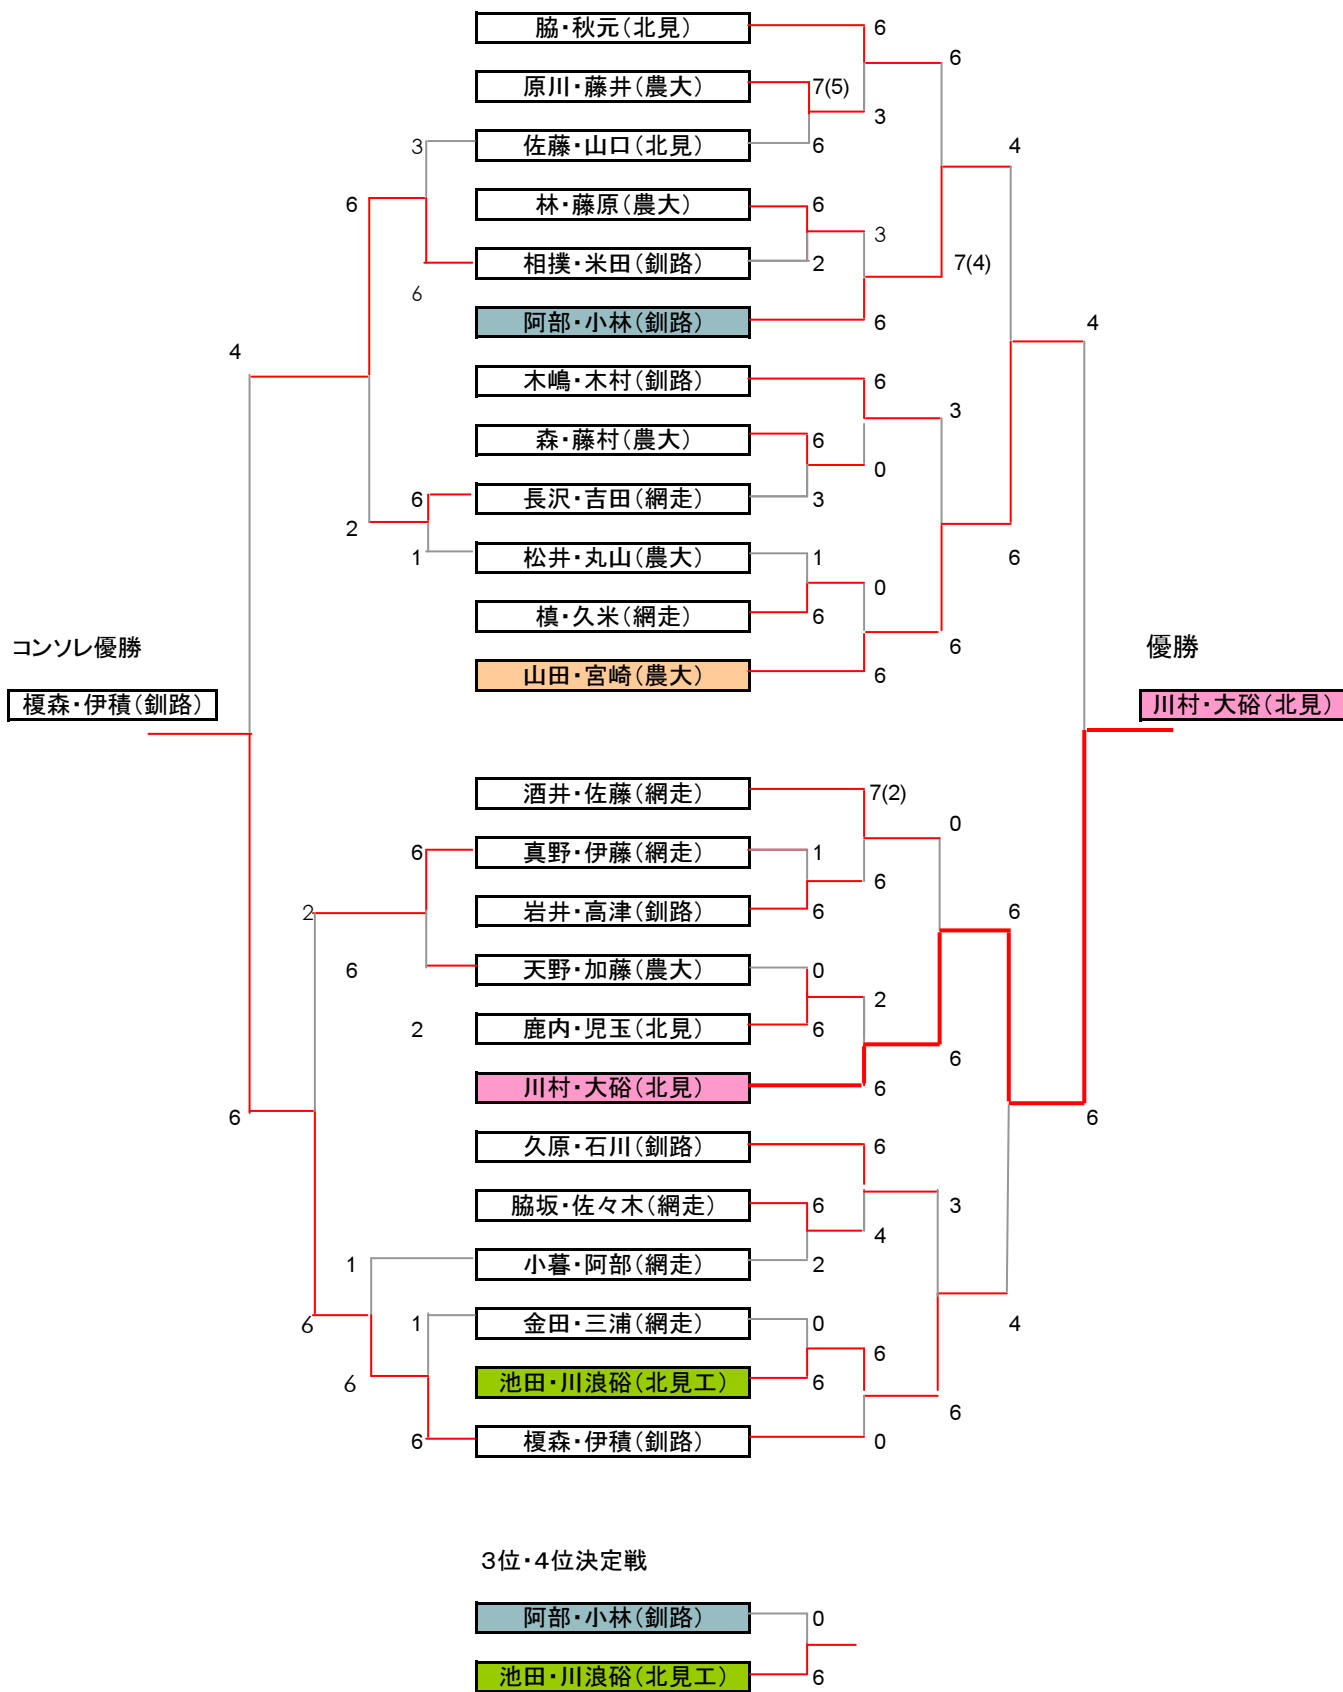 脇・秋元(北見) 6
6
原川・藤井(農大) 7(5)
3
3 佐藤・山口(北見) 6 4
6 林・藤原(農大) 6
3
相撲・米田(釧路) 2 7(4)
6
阿部・小林(釧路) 6 4
4
木嶋・木村(釧路) 6
3
森・藤村(農大) 6
0
6 長沢・吉田(網走) 3
2
1 松井・丸山(農大) 1 6
0
槙・久米(網走) 6
コンソレ優勝 6 優勝
山田・宮崎(農大) 6
榎森・伊積(釧路) 川村・大硲(北見)
酒井・佐藤(網走) 7(2)
0
6 真野・伊藤(網走) 1
6
2 岩井・高津(釧路) 6 6
6 天野・加藤(農大) 0
2
2 鹿内・児玉(北見) 6
6
川村・大硲(北見) 6
6 6
久原・石川(釧路) 6
脇坂・佐々木(網走) 6 3
4
1 小暮・阿部(網走) 2
6 1 金田・三浦(網走) 0 4
6
6 池田・川浪硲(北見工) 6
6
6 榎森・伊積(釧路) 0
3位・4位決定戦
阿部・小林(釧路) 0
池田・川浪硲(北見工) 6